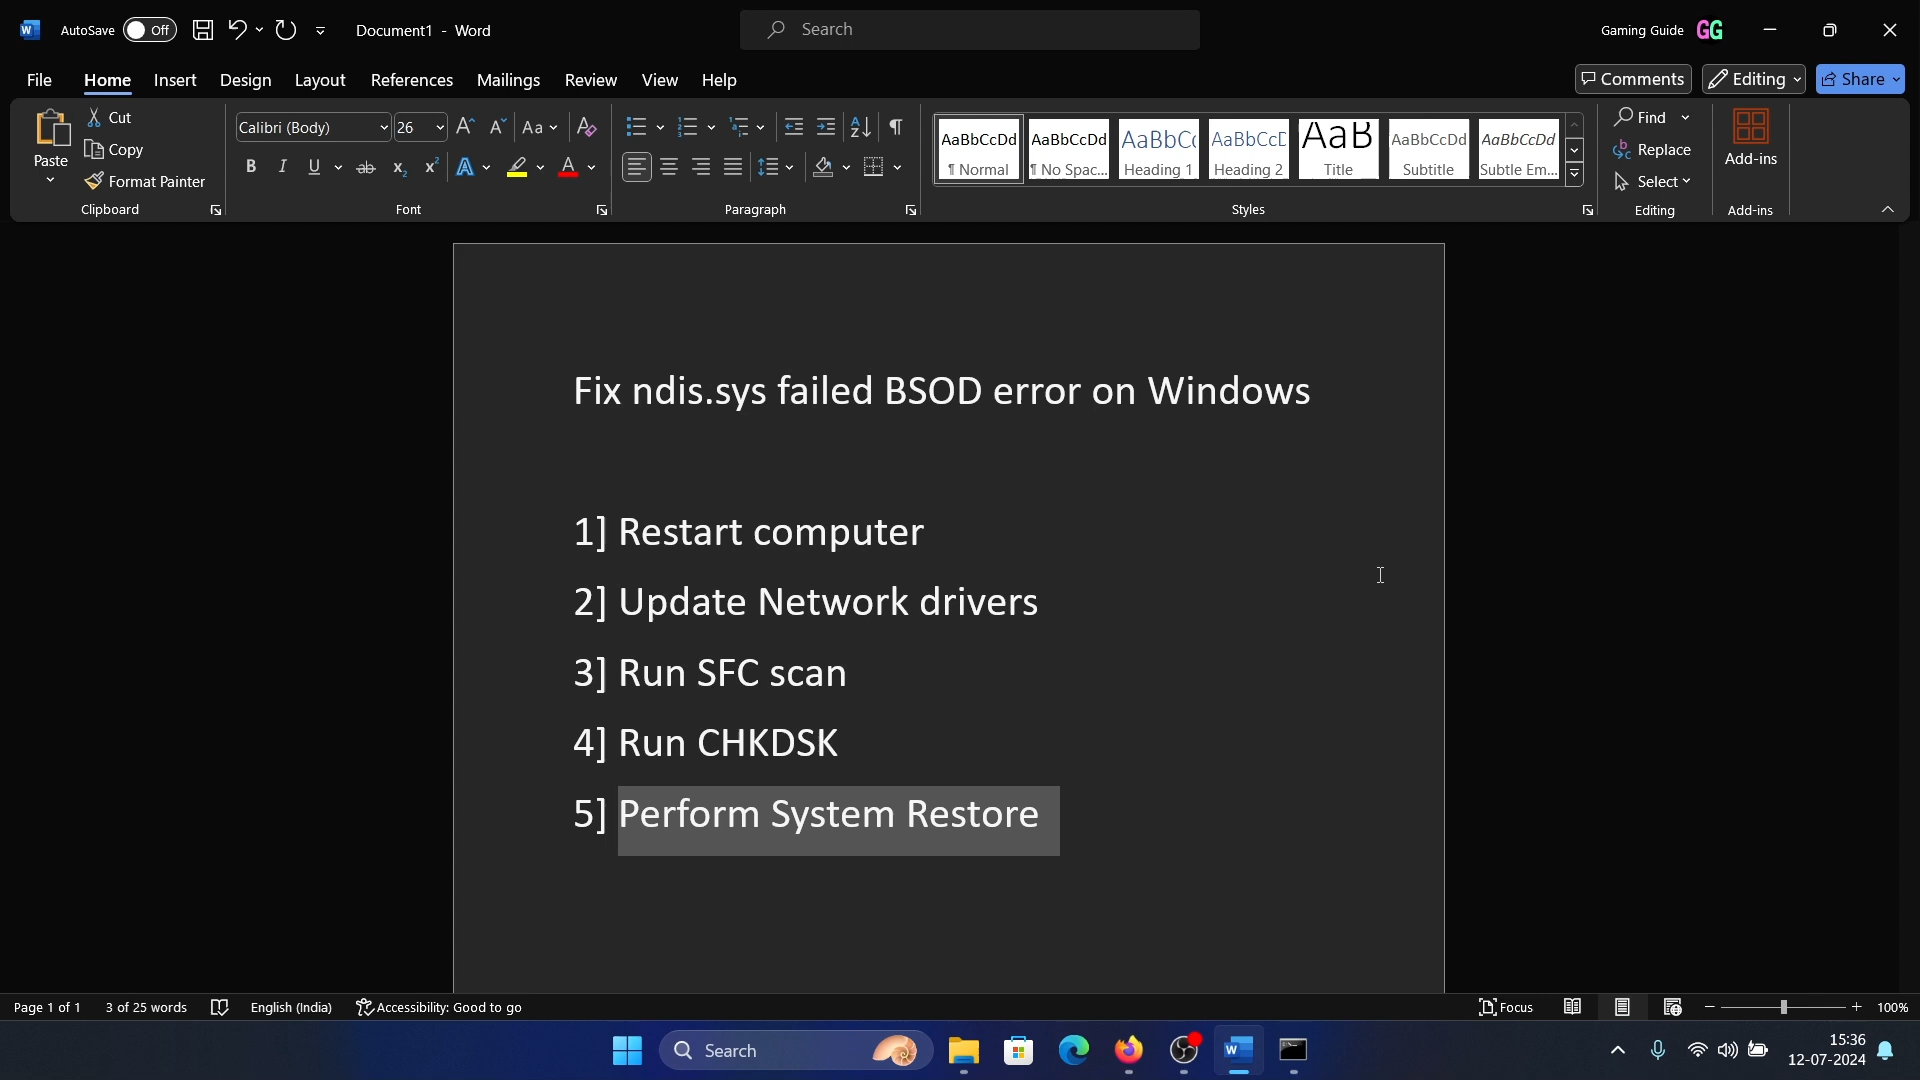 AutoSave Off Document1 - Word Search Gaming Guide GG
File Home Insert Design Layout References Mailings Review View Help Comments Editing Share
Paste Cut Copy Format Painter
Calibri (Body) 26
AaBbCcDd AaBbCcDd AaBbCc AaBbCcD AaB AaBbCcDd AaBbCcDd
¶ Normal ¶ No Spac... Heading 1 Heading 2 Title Subtitle Subtle Em...
Find Replace Select Add-ins
Clipboard Font Paragraph Styles Editing Add-ins
Fix ndis.sys failed BSOD error on Windows
1] Restart computer
2] Update Network drivers
3] Run SFC scan
4] Run CHKDSK
5] Perform System Restore
Page 1 of 1 3 of 25 words English (India) Accessibility: Good to go Focus 100%
Search 15:36
12-07-2024